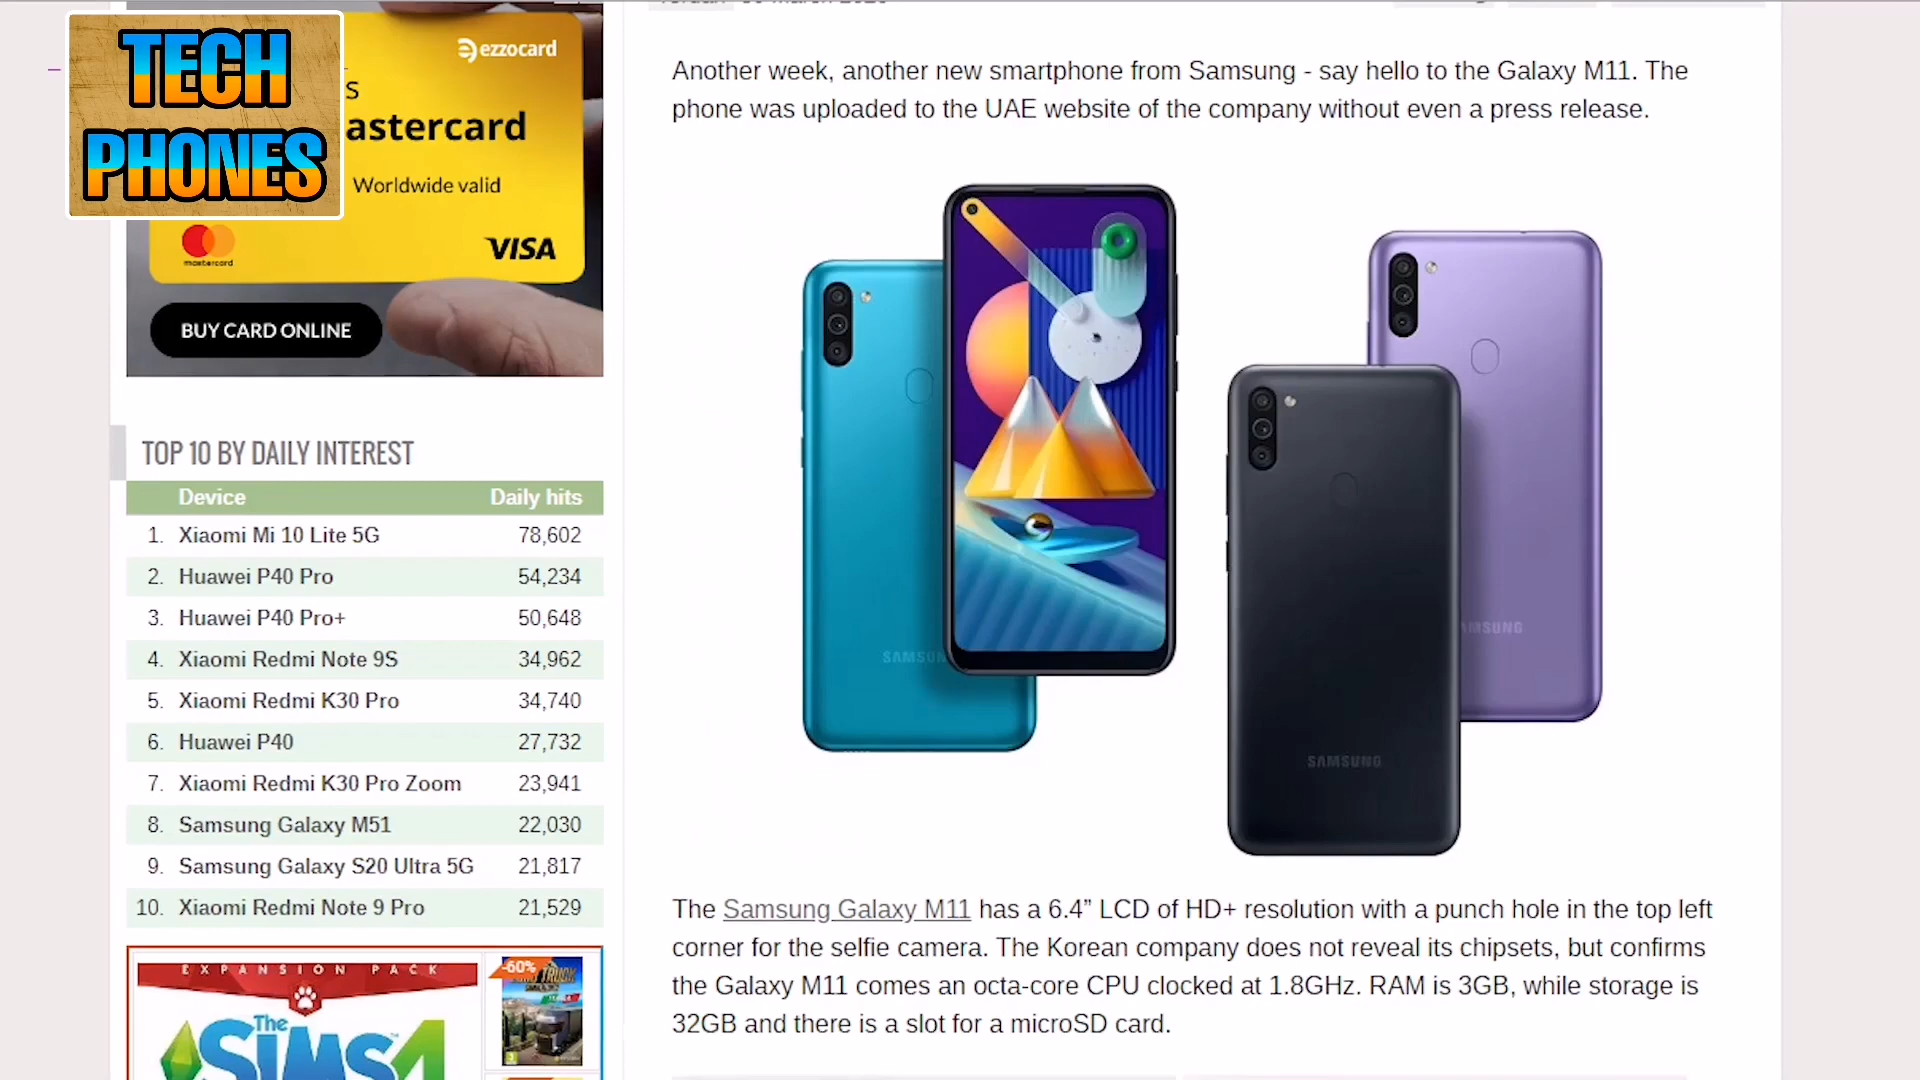 TECH
PHONES
ezzocard
s
astercard
Worldwide valid
mastercard
VISA
BUY CARD ONLINE
TOP 10 BY DAILY INTEREST
Device Daily hits
1. Xiaomi Mi 10 Lite 5G 78,602
2. Huawei P40 Pro 54,234
3. Huawei P40 Pro+ 50,648
4. Xiaomi Redmi Note 9S 34,962
5. Xiaomi Redmi K30 Pro 34,740
6. Huawei P40 27,732
7. Xiaomi Redmi K30 Pro Zoom 23,941
8. Samsung Galaxy M51 22,030
9. Samsung Galaxy S20 Ultra 5G 21,817
10. Xiaomi Redmi Note 9 Pro 21,529
EXPANSION PACK
The
SIMS 4
-60%
TRUCK
Another week, another new smartphone from Samsung - say hello to the Galaxy M11. The
phone was uploaded to the UAE website of the company without even a press release.
SAMSUN
AMSUNG
SAMSUNG
The Samsung Galaxy M11 has a 6.4” LCD of HD+ resolution with a punch hole in the top left
corner for the selfie camera. The Korean company does not reveal its chipsets, but confirms
the Galaxy M11 comes an octa-core CPU clocked at 1.8GHz. RAM is 3GB, while storage is
32GB and there is a slot for a microSD card.